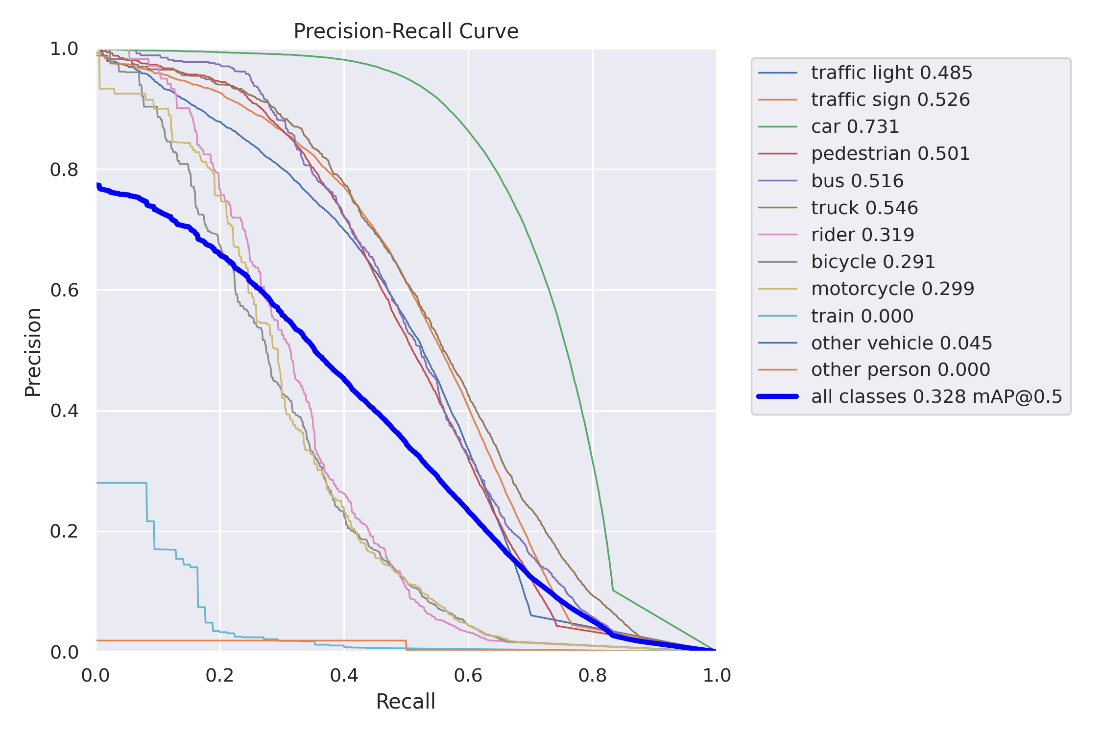 Precision-Recall Curve
1.0
0.8
0.6
0.4
0.2
0.0
Precision
0.0 0.2 0.4 0.6 0.8 1.0
Recall
traffic light 0.485
traffic sign 0.526
car 0.731
pedestrian 0.501
bus 0.516
truck 0.546
rider 0.319
bicycle 0.291
motorcycle 0.299
train 0.000
other vehicle 0.045
other person 0.000
all classes 0.328 mAP@0.5